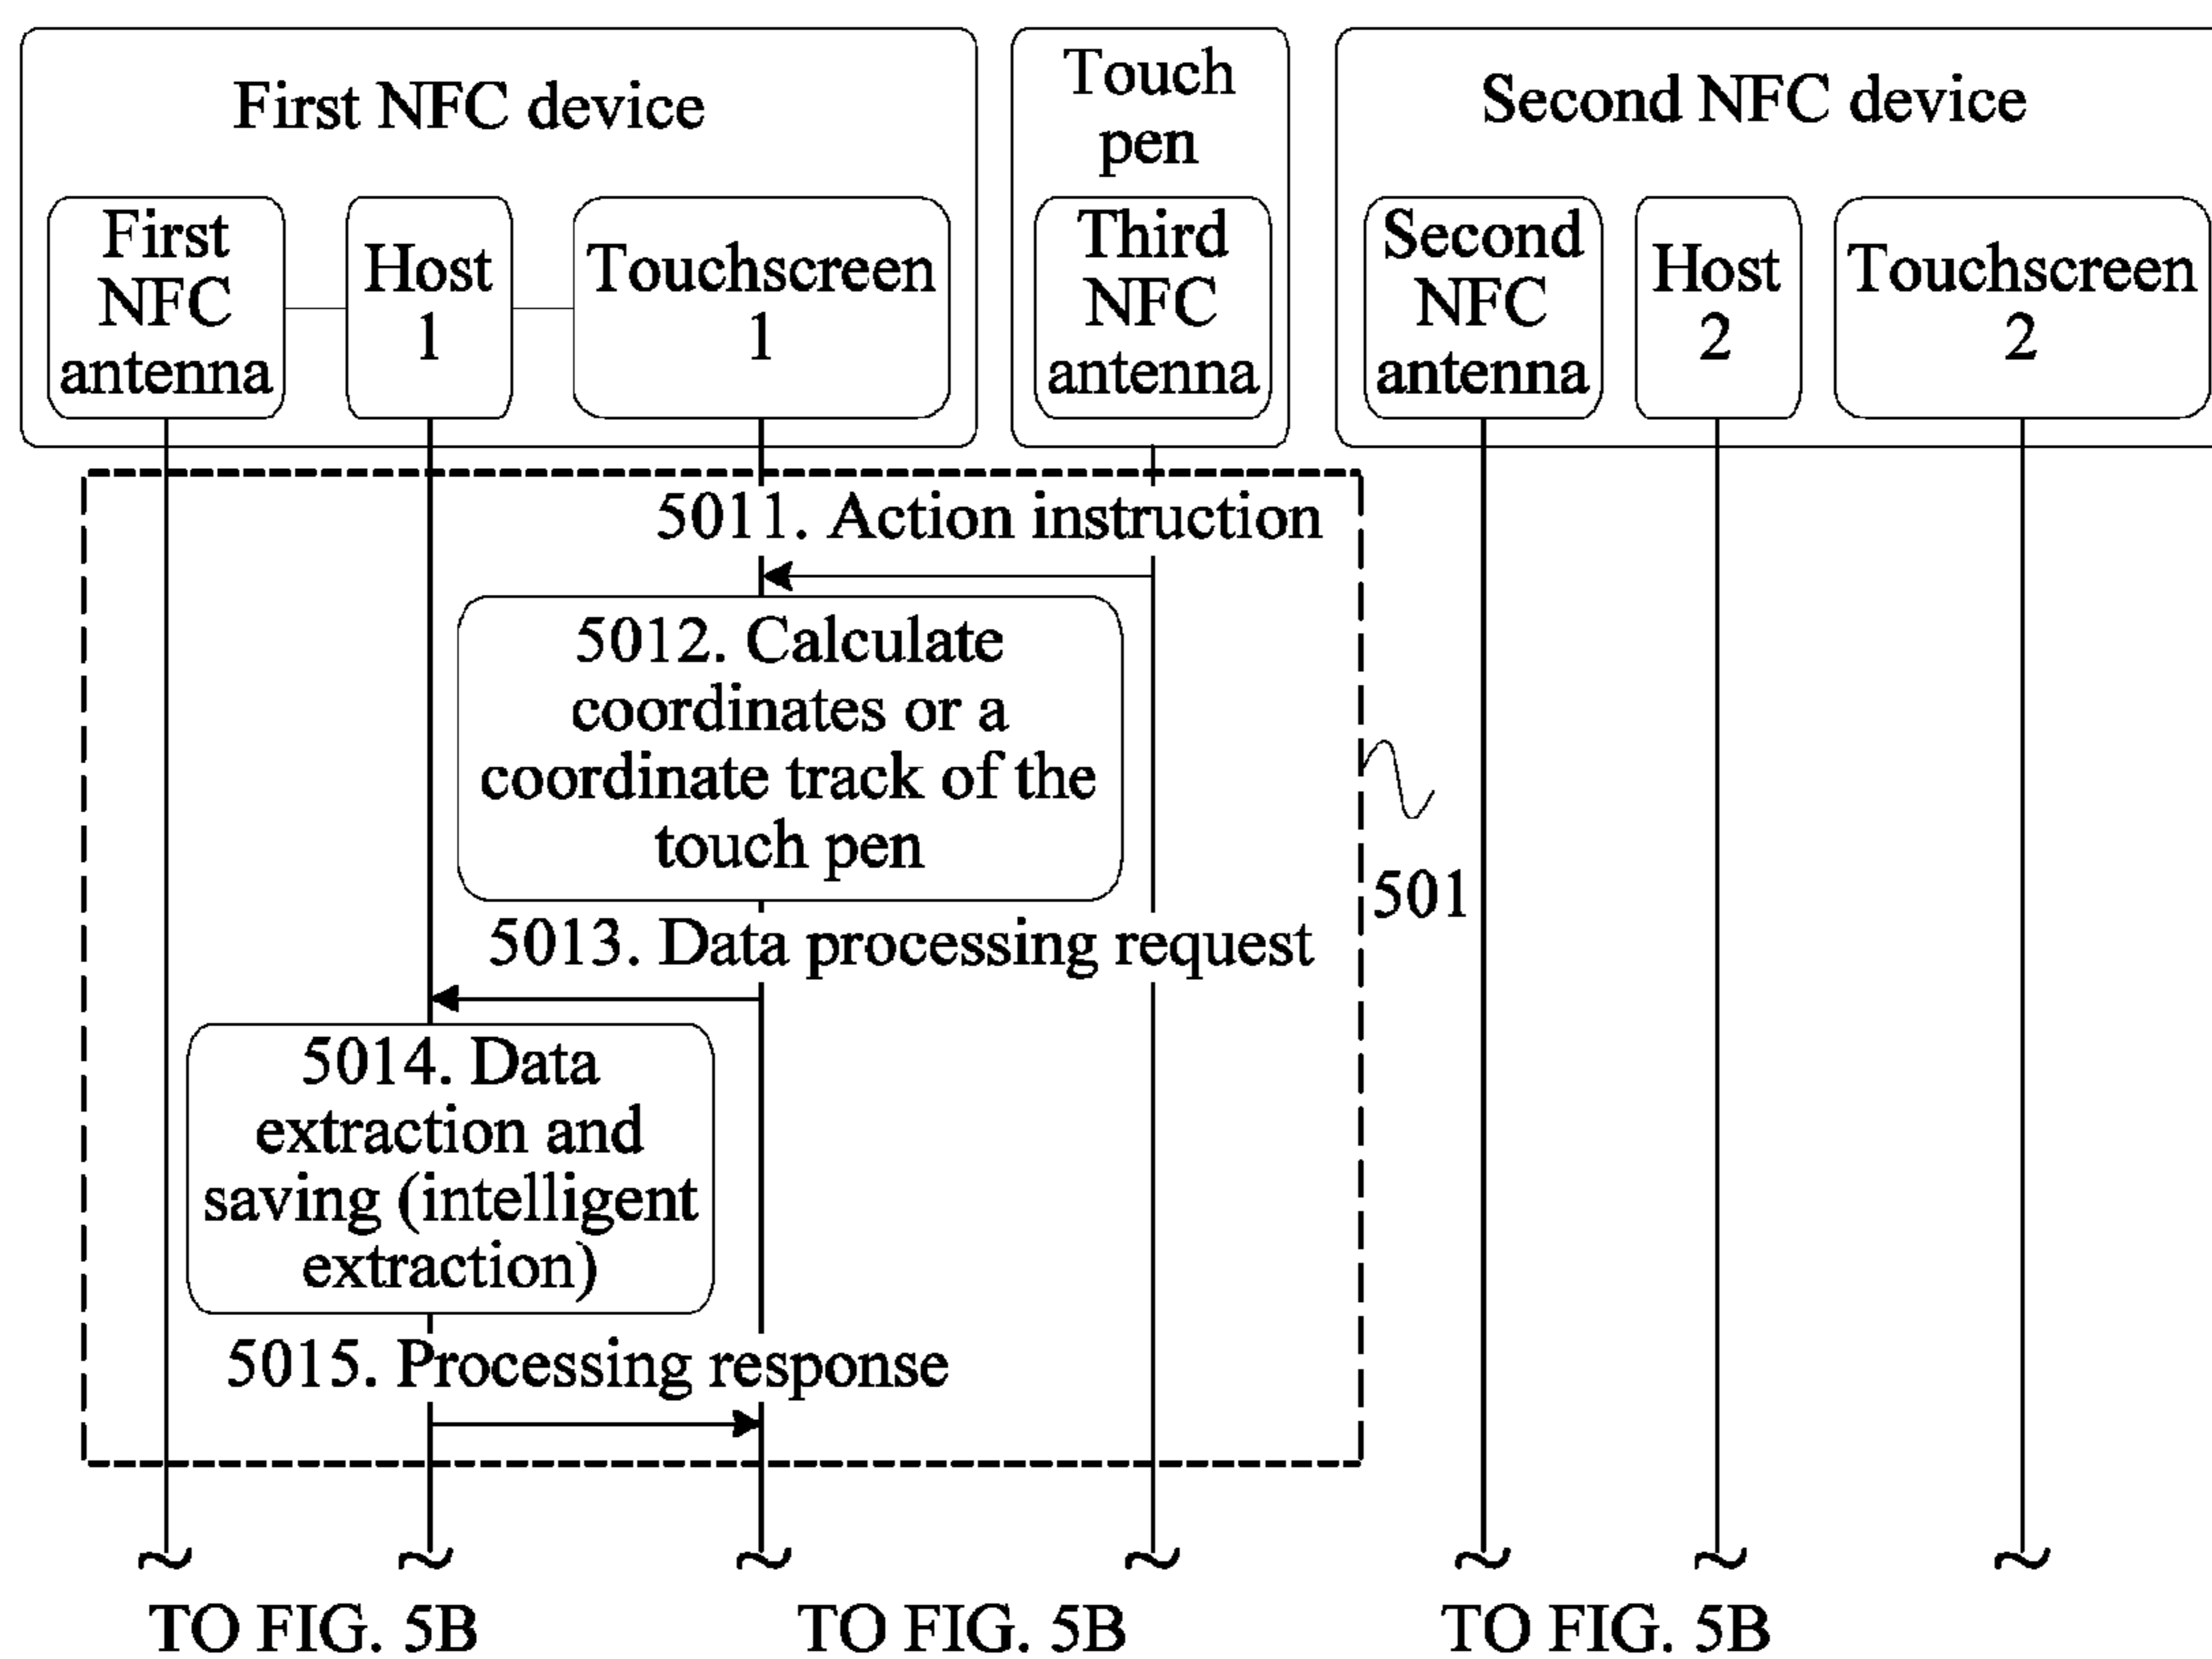 First NFC device
Touch
pen
Second NFC device
First
NFC
antenna
Host
1
Touchscreen
1
Third
NFC
antenna
Second
NFC
antenna
Host
2
Touchscreen
2
5011. Action instruction
5012. Calculate
coordinates or a
coordinate track of the
touch pen
501
5013. Data processing request
5014. Data
extraction and
saving (intelligent
extraction)
5015. Processing response
TO FIG. 5B
TO FIG. 5B
TO FIG. 5B